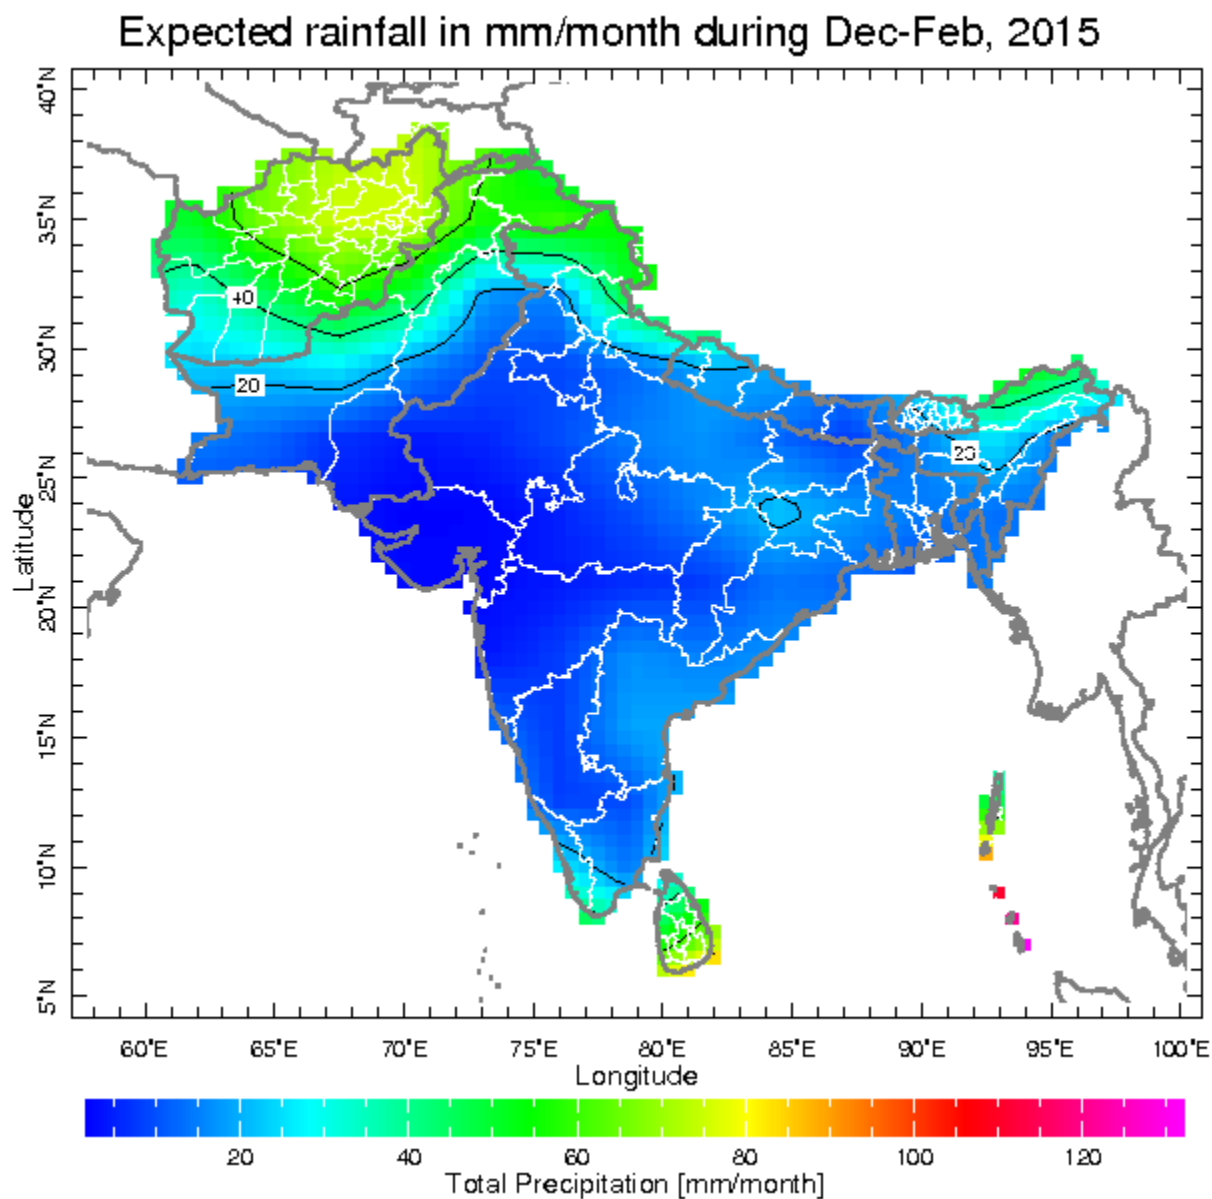 Expected rainfall in mm/month during Dec-Feb, 2015
40°N
35°N
30°N
25°N
20°N
15°N
10°N
5°N
Latitude
40
20
20
60°E 65°E 70°E 75°E 80°E 85°E 90°E 95°E 100°E
Longitude
20 40 60 80 100 120
Total Precipitation [mm/month]